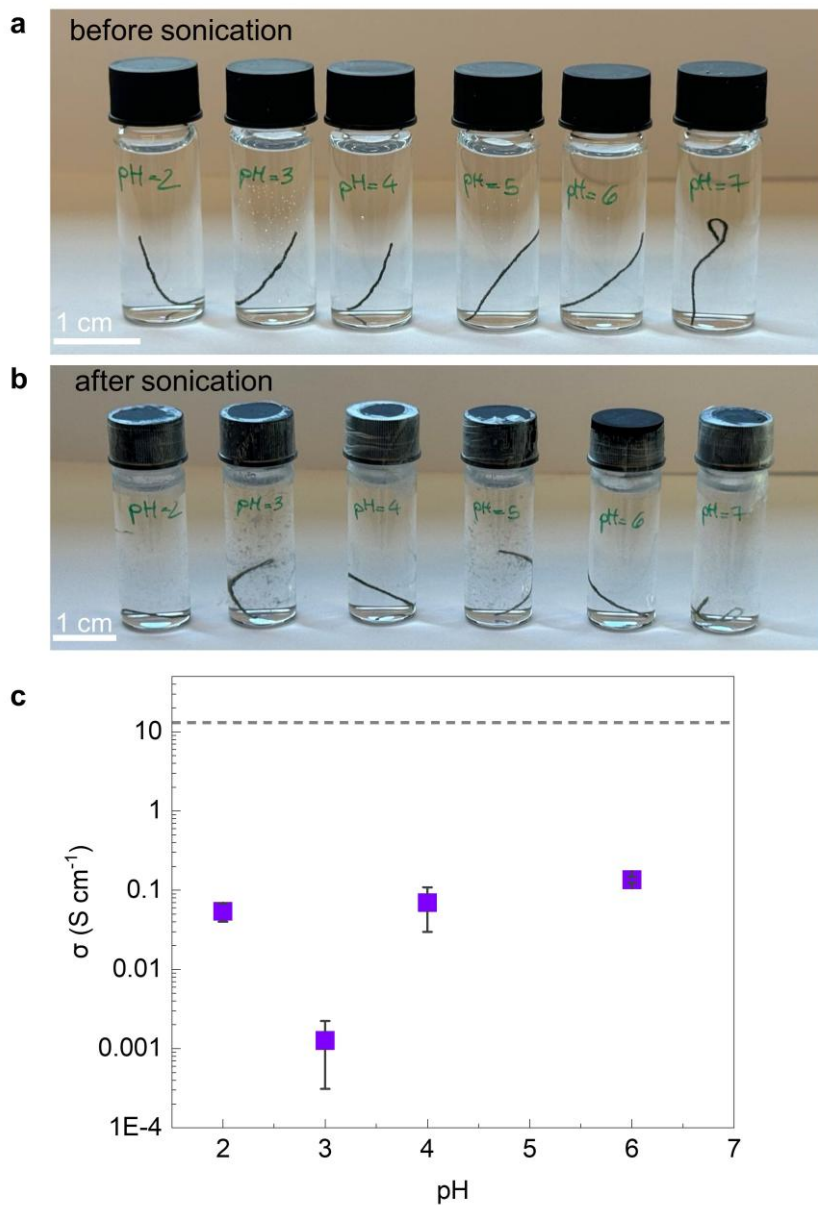 a
before sonication
pH=2
pH=3
pH=4
pH=5
pH=6
pH=7
1 cm
b
after sonication
pH=2
pH=3
pH=4
pH=5
pH=6
pH=7
1 cm
c
10
1
0.1
0.01
0.001
1E-4
σ (S cm⁻¹)
2 3 4 5 6 7
pH